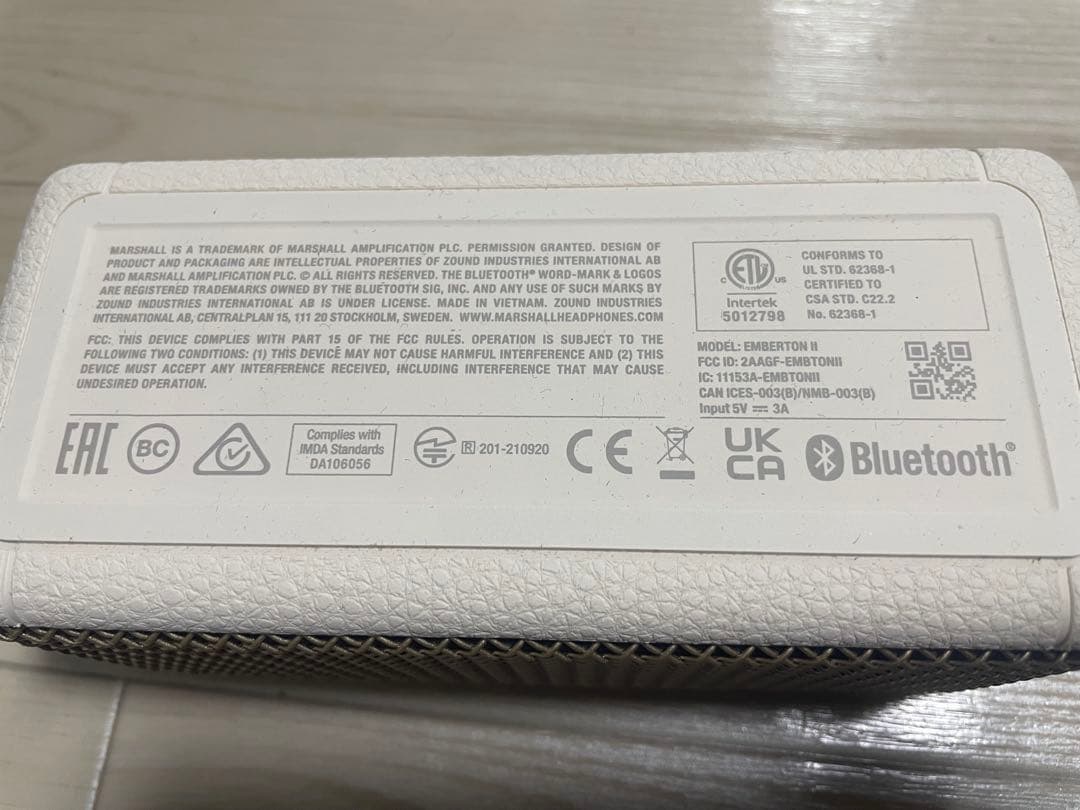 MARSHALL IS A TRADEMARK OF MARSHALL AMPLIFICATION PLC. PERMISSION GRANTED. DESIGN OF
PRODUCT AND PACKAGING ARE INTELLECTUAL PROPERTIES OF ZOUND INDUSTRIES INTERNATIONAL AB
AND MARSHALL AMPLIFICATION PLC. © ALL RIGHTS RESERVED. THE BLUETOOTH® WORD-MARK & LOGOS
ARE REGISTERED TRADEMARKS OWNED BY THE BLUETOOTH SIG, INC. AND ANY USE OF SUCH MARKS BY
ZOUND INDUSTRIES INTERNATIONAL AB IS UNDER LICENSE. MADE IN VIETNAM. ZOUND INDUSTRIES
INTERNATIONAL AB, CENTRALPLAN 15, 111 20 STOCKHOLM, SWEDEN. WWW.MARSHALLHEADPHONES.COM
FCC: THIS DEVICE COMPLIES WITH PART 15 OF THE FCC RULES. OPERATION IS SUBJECT TO THE
FOLLOWING TWO CONDITIONS: (1) THIS DEVICE MAY NOT CAUSE HARMFUL INTERFERENCE AND (2) THIS
DEVICE MUST ACCEPT ANY INTERFERENCE RECEIVED, INCLUDING INTERFERENCE THAT MAY CAUSE
UNDESIRED OPERATION.
C ETL US
Intertek
5012798
CONFORMS TO
UL STD. 62368-1
CERTIFIED TO
CSA STD. C22.2
No. 62368-1
MODEL: EMBERTON II
FCC ID: 2AAGF-EMBTONII
IC: 11153A-EMBTONII
CAN ICES-003(B)/NMB-003(B)
Input 5V ⎓ 3A
EAC
BC
Complies with
IMDA Standards
DA106056
R 201-210920
CE
UK
CA
Bluetooth®